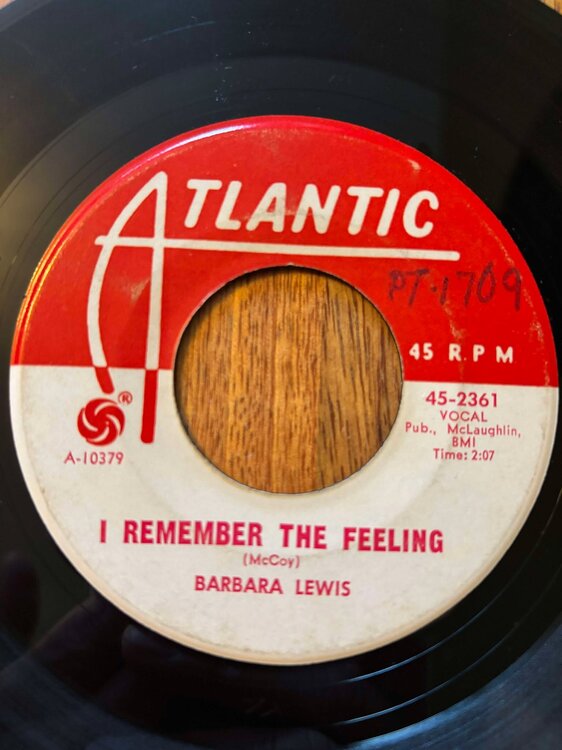 ATLANTIC
PT-1709
45 R.P.M
®
45-2361
VOCAL
Pub., McLaughlin,
BMI
Time: 2:07
A-10379
I REMEMBER THE FEELING
(McCoy)
BARBARA LEWIS